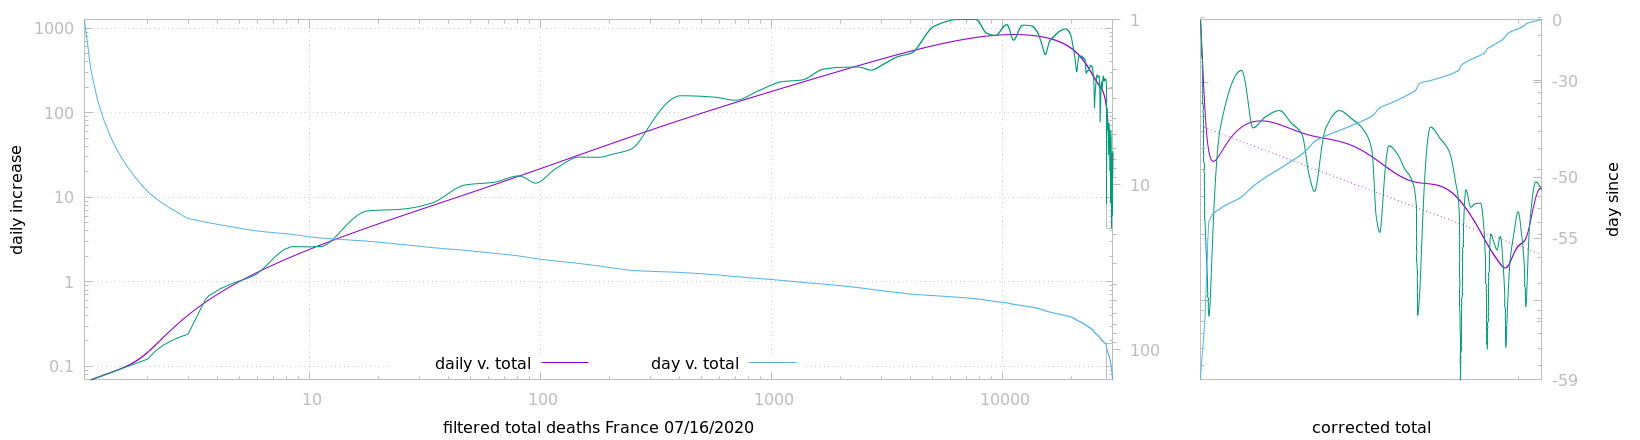 1000
100
10
1
0.1
daily increase
10
100
1000
10000
filtered total deaths France 07/16/2020
daily v. total
day v. total
1
10
100
0
-30
-50
-55
-59
day since
corrected total